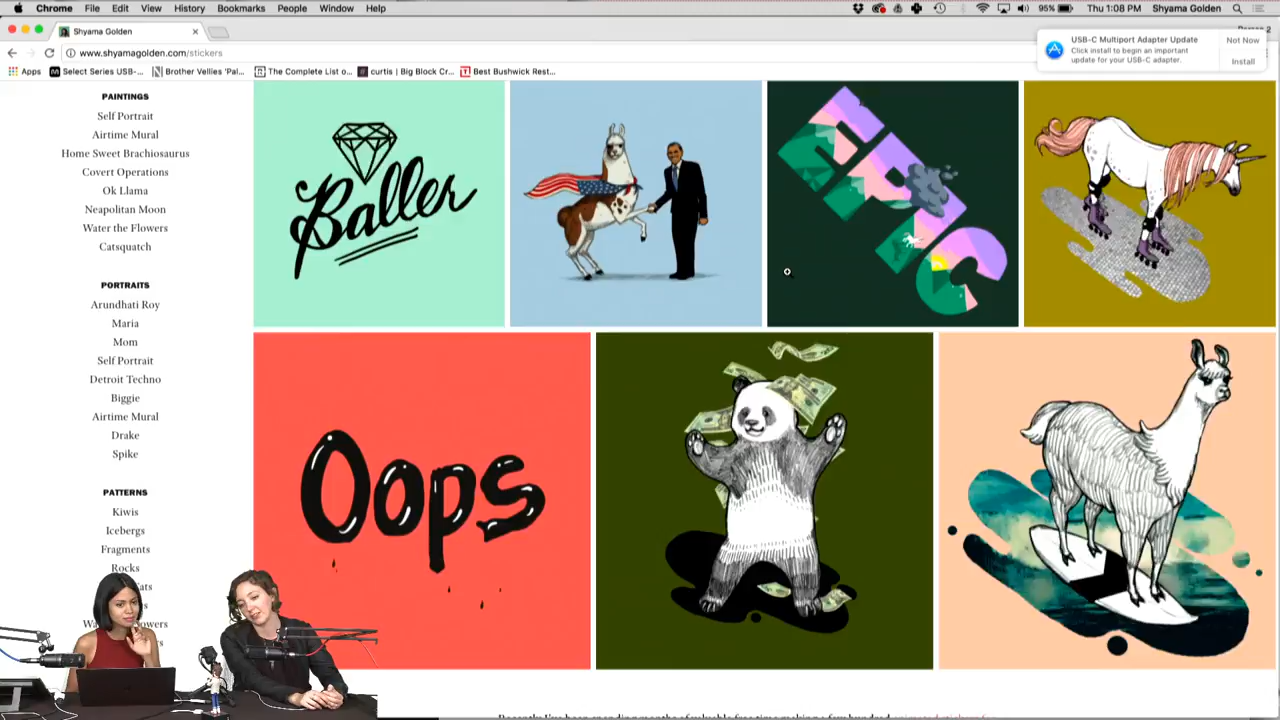 Chrome File Edit View History Bookmarks People Window Help
95% Thu 1:08 PM Shyama Golden
Shyama Golden
www.shyamagolden.com/stickers
USB-C Multiport Adapter Update
Click install to begin an important
update for your USB-C adapter.
Not Now
Install
Apps Select Series USB-... Brother Vellies 'Pal... The Complete List o... curtis | Big Block Cr... Best Bushwick Rest...
PAINTINGS
Self Portrait
Airtime Mural
Home Sweet Brachiosaurus
Covert Operations
Ok Llama
Neapolitan Moon
Water the Flowers
Catsquatch
PORTRAITS
Arundhati Roy
Maria
Mom
Self Portrait
Detroit Techno
Biggie
Airtime Mural
Drake
Spike
PATTERNS
Kiwis
Icebergs
Fragments
Rocks
Baller
EPIC
Oops